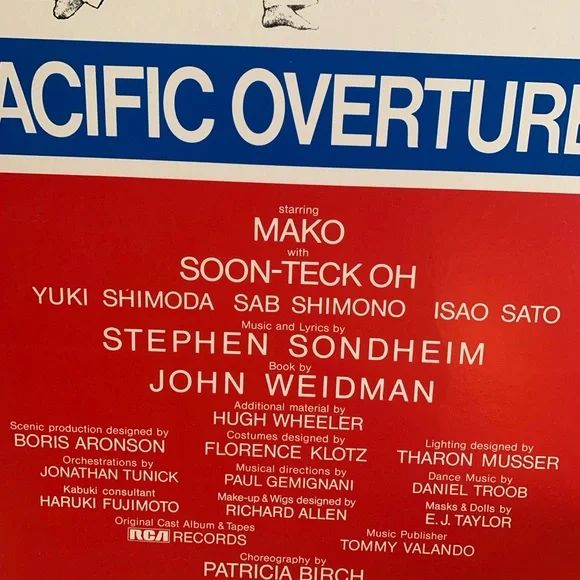 ACIFIC OVERTURE
starring
MAKO
with
SOON-TECK OH
YUKI SHIMODA SAB SHIMONO ISAO SATO
Music and Lyrics by
STEPHEN SONDHEIM
Book by
JOHN WEIDMAN
Additional material by
HUGH WHEELER
Scenic production designed by
BORIS ARONSON
Costumes designed by
FLORENCE KLOTZ
Lighting designed by
THARON MUSSER
Orchestrations by
JONATHAN TUNICK
Musical directions by
PAUL GEMIGNANI
Dance Music by
DANIEL TROOB
Kabuki consultant
HARUKI FUJIMOTO
Make-up & Wigs designed by
RICHARD ALLEN
Masks & Dolls by
E.J. TAYLOR
Original Cast Album & Tapes
RCA RECORDS
Music Publisher
TOMMY VALANDO
Choreography by
PATRICIA BIRCH